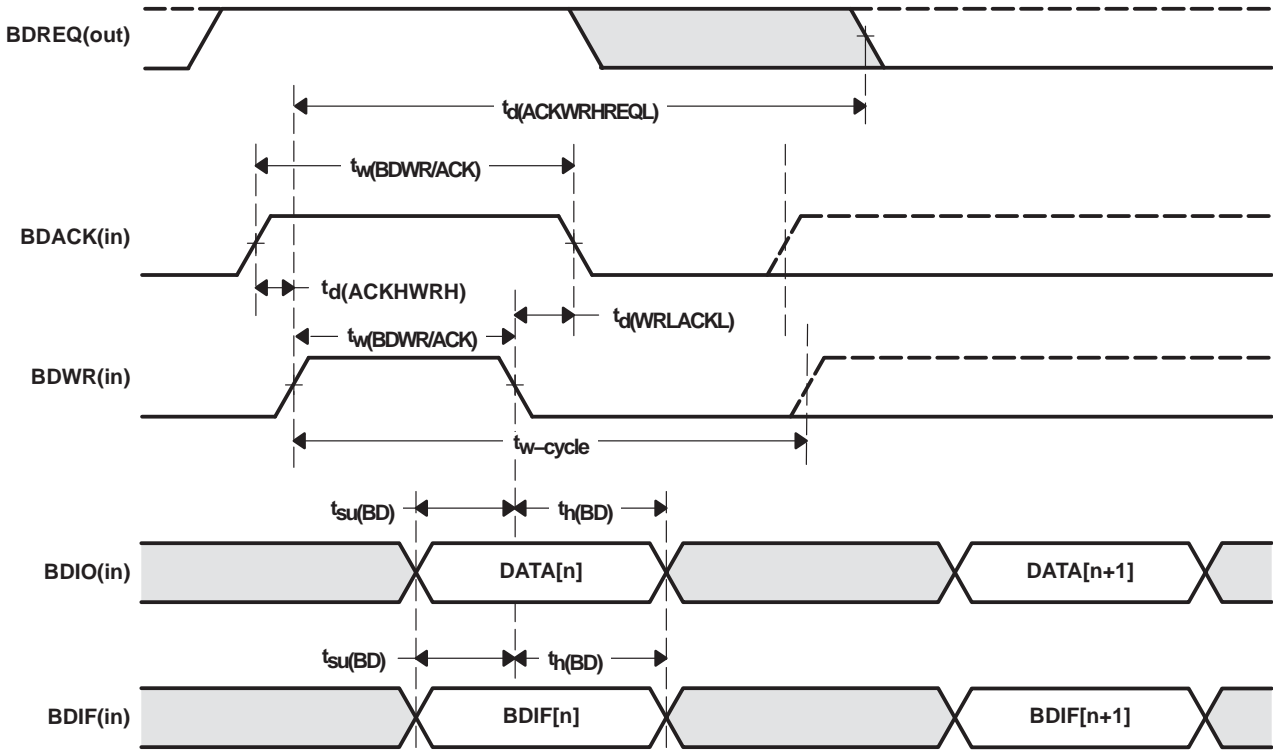 BDREQ(out)
td(ACKWRHREQL)
tw(BDWR/ACK)
BDACK(in)
td(ACKHWRH)
td(WRLACKL)
tw(BDWR/ACK)
BDWR(in)
tw–cycle
tsu(BD) th(BD)
BDIO(in) DATA[n] DATA[n+1]
tsu(BD) th(BD)
BDIF(in) BDIF[n] BDIF[n+1]